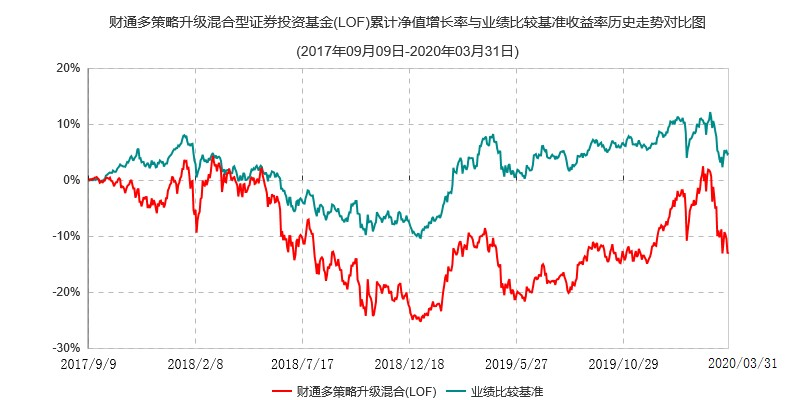 财通多策略升级混合型证券投资基金(LOF)累计净值增长率与业绩比较基准收益率历史走势对比图
(2017年09月09日-2020年03月31日)
20%
10%
0%
-10%
-20%
-30%
2017/9/9 2018/2/8 2018/7/17 2018/12/18 2019/5/27 2019/10/29 2020/03/31
财通多策略升级混合(LOF) 业绩比较基准